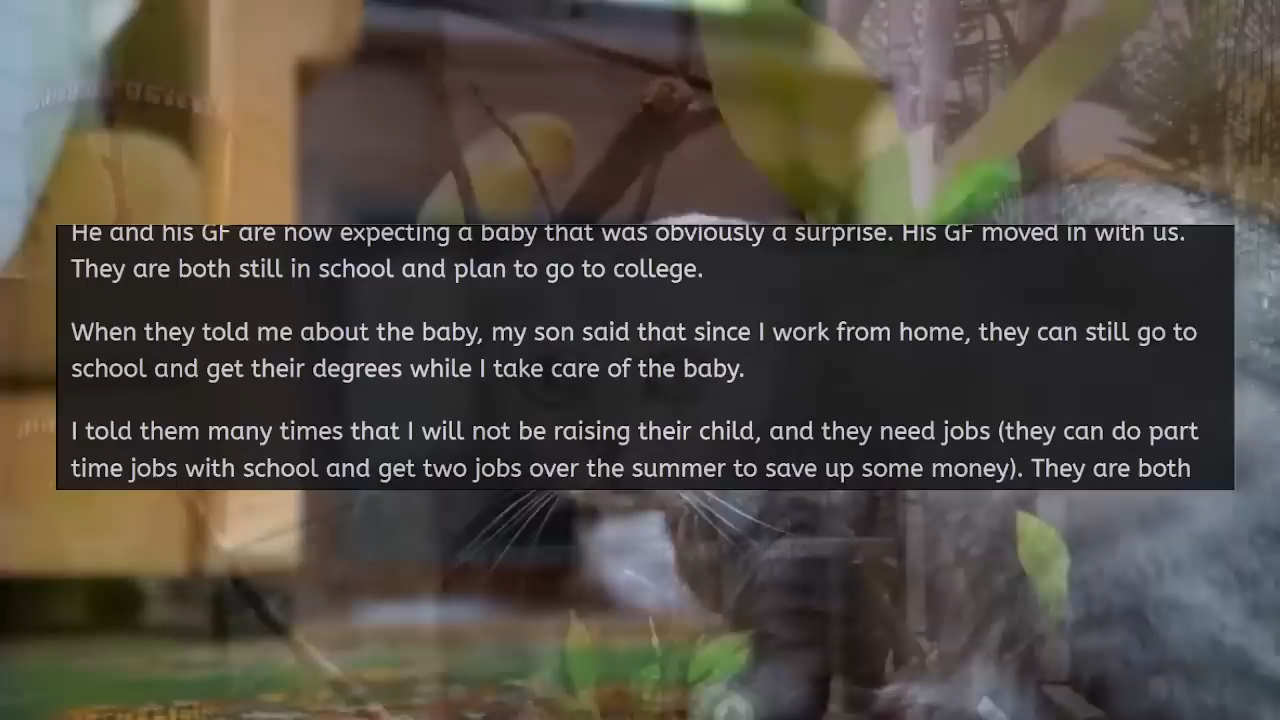 He and his GF are now expecting a baby that was obviously a surprise. His GF moved in with us.
They are both still in school and plan to go to college.
When they told me about the baby, my son said that since I work from home, they can still go to
school and get their degrees while I take care of the baby.
I told them many times that I will not be raising their child, and they need jobs (they can do part
time jobs with school and get two jobs over the summer to save up some money). They are both